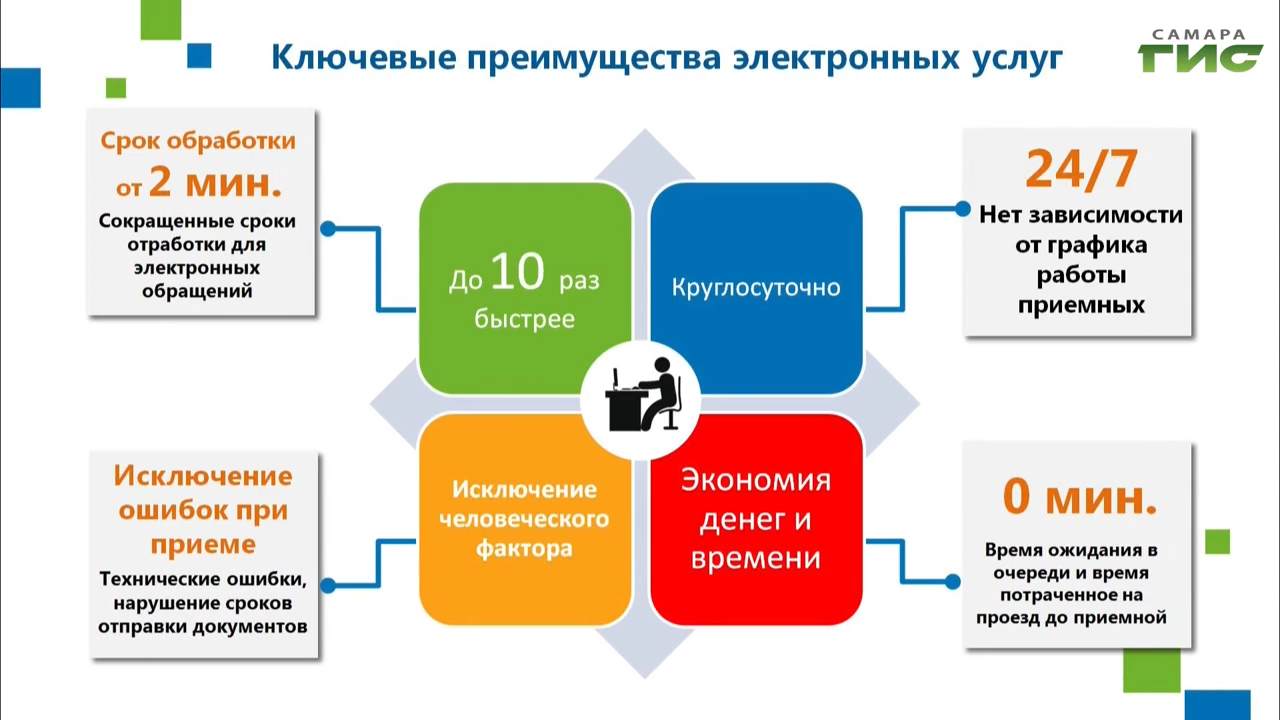 Ключевые преимущества электронных услуг
САМАРА
ГИС
Срок обработки
от 2 мин.
Сокращенные сроки
отработки для
электронных
обращений
До 10 раз
быстрее
Круглосуточно
24/7
Нет зависимости
от графика
работы
приемных
Исключение
ошибок при
приеме
Технические ошибки,
нарушение сроков
отправки документов
Исключение
человеческого
фактора
Экономия
денег и
времени
0 мин.
Время ожидания в
очереди и время
потраченное на
проезд до приемной